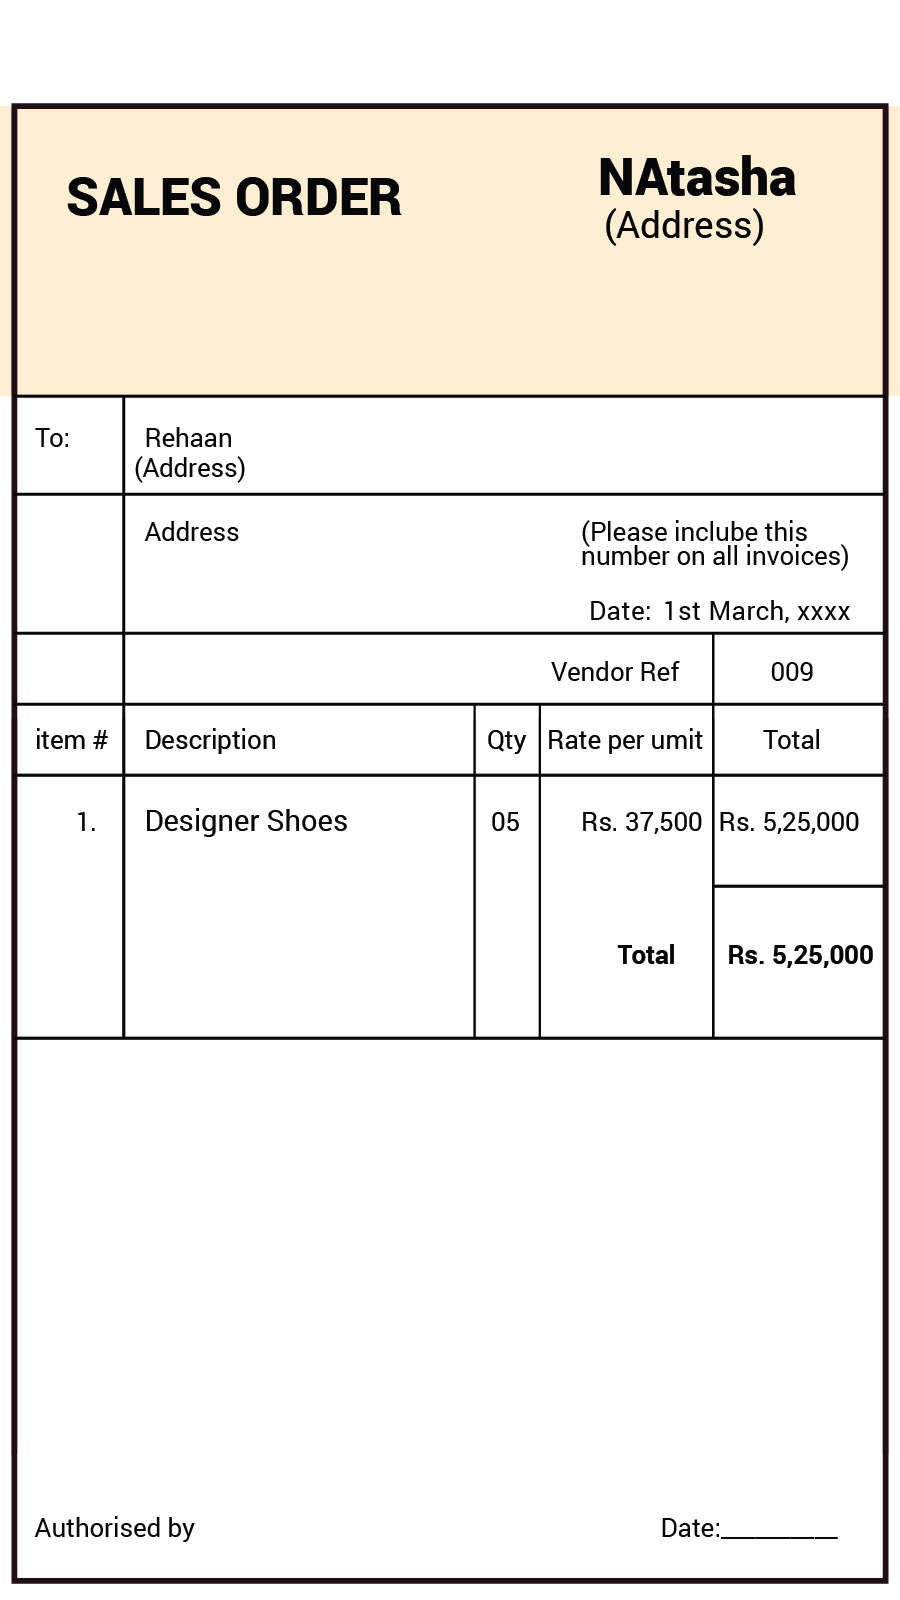 SALES ORDER
NAtasha
(Address)
To:
Rehaan
(Address)
Address
(Please inclube this
number on all invoices)
Date: 1st March, xxxx
Vendor Ref 009
item # Description Qty Rate per umit Total
1. Designer Shoes 05 Rs. 37,500 Rs. 5,25,000
Total Rs. 5,25,000
Authorised by Date:_________